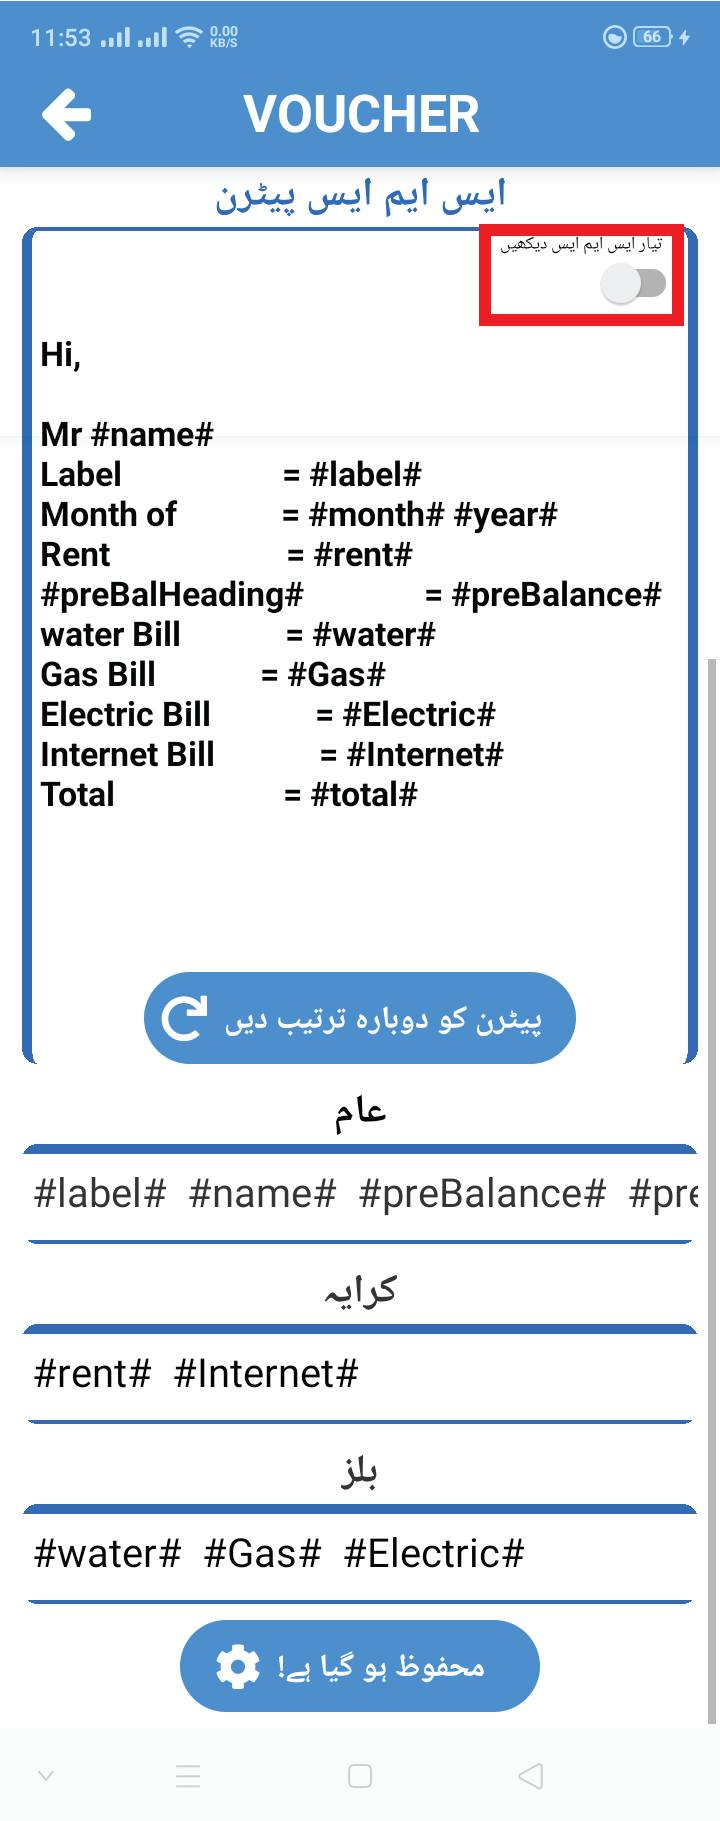 11:53 0.00 KB/S 66
VOUCHER
ایس ایم ایس پیٹرن
تیار ایس ایم ایس دیکھیں
Hi,
Mr #name#
Label = #label#
Month of = #month# #year#
Rent = #rent#
#preBalHeading# = #preBalance#
water Bill = #water#
Gas Bill = #Gas#
Electric Bill = #Electric#
Internet Bill = #Internet#
Total = #total#
پیٹرن کو دوبارہ ترتیب دیں
عام
#label# #name# #preBalance# #pre
کرایہ
#rent# #Internet#
بلز
#water# #Gas# #Electric#
محفوظ ہو گیا ہے!